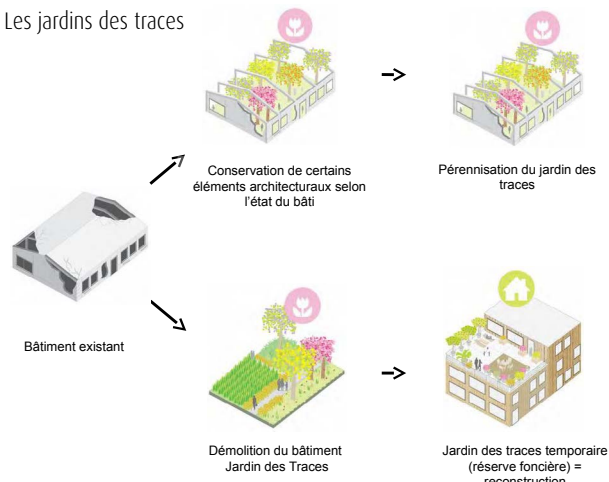 Les jardins des traces
Conservation de certains
éléments architecturaux selon
l'état du bâti
Pérennisation du jardin des
traces
Bâtiment existant
Démolition du bâtiment
Jardin des Traces
Jardin des traces temporaire
(réserve foncière) =
reconstruction